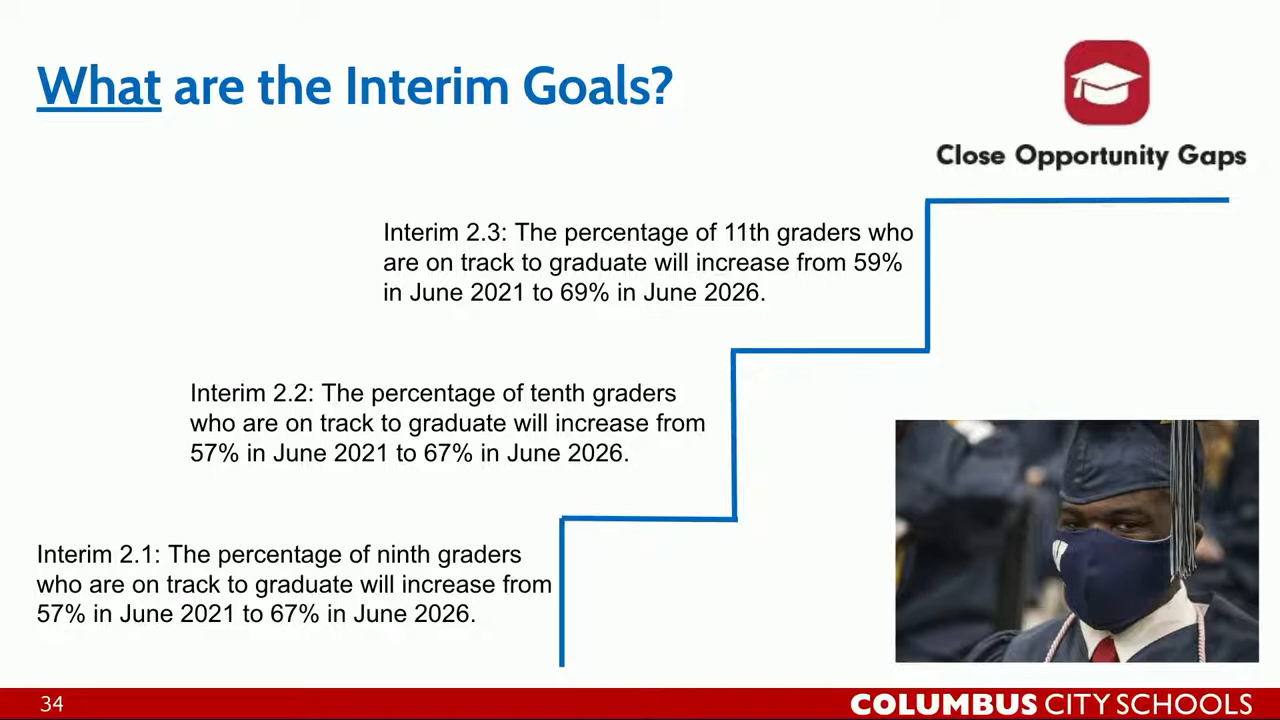 What are the Interim Goals?
Close Opportunity Gaps
Interim 2.3: The percentage of 11th graders who
are on track to graduate will increase from 59%
in June 2021 to 69% in June 2026.
Interim 2.2: The percentage of tenth graders
who are on track to graduate will increase from
57% in June 2021 to 67% in June 2026.
Interim 2.1: The percentage of ninth graders
who are on track to graduate will increase from
57% in June 2021 to 67% in June 2026.
34
COLUMBUS CITY SCHOOLS